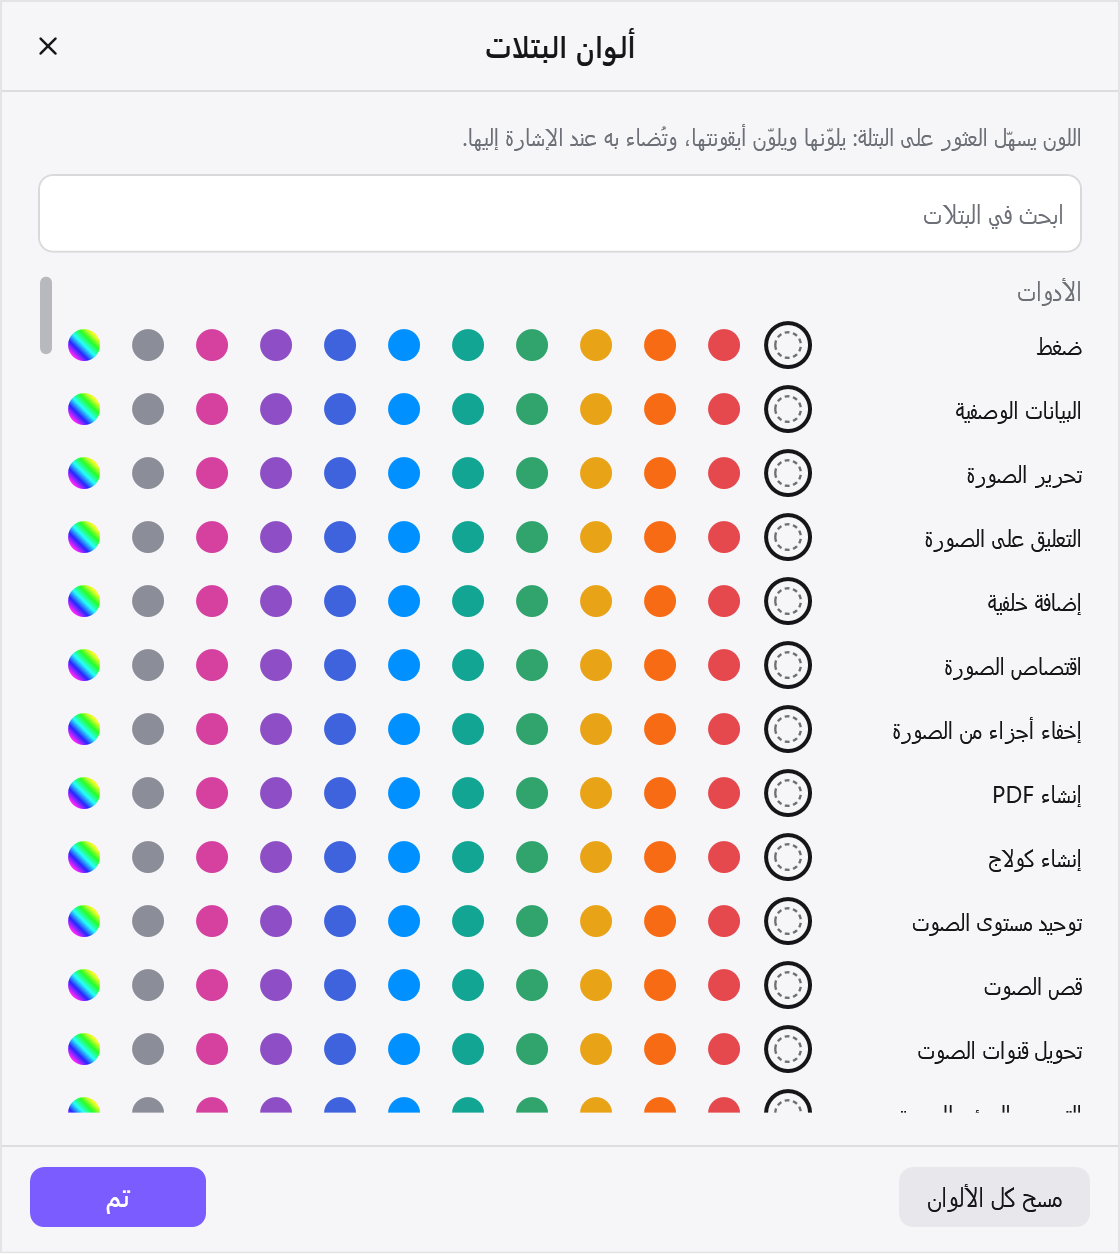 ألوان البتلات
اللون يسهّل العثور على البتلة: يلوّنها ويلوّن أيقونتها، وتُضاء به عند الإشارة إليها.
ابحث في البتلات
الأدوات
ضغط
البيانات الوصفية
تحرير الصورة
التعليق على الصورة
إضافة خلفية
اقتصاص الصورة
إخفاء أجزاء من الصورة
إنشاء PDF
إنشاء كولاج
توحيد مستوى الصوت
قص الصوت
تحويل قنوات الصوت
مسح كل الألوان
تم